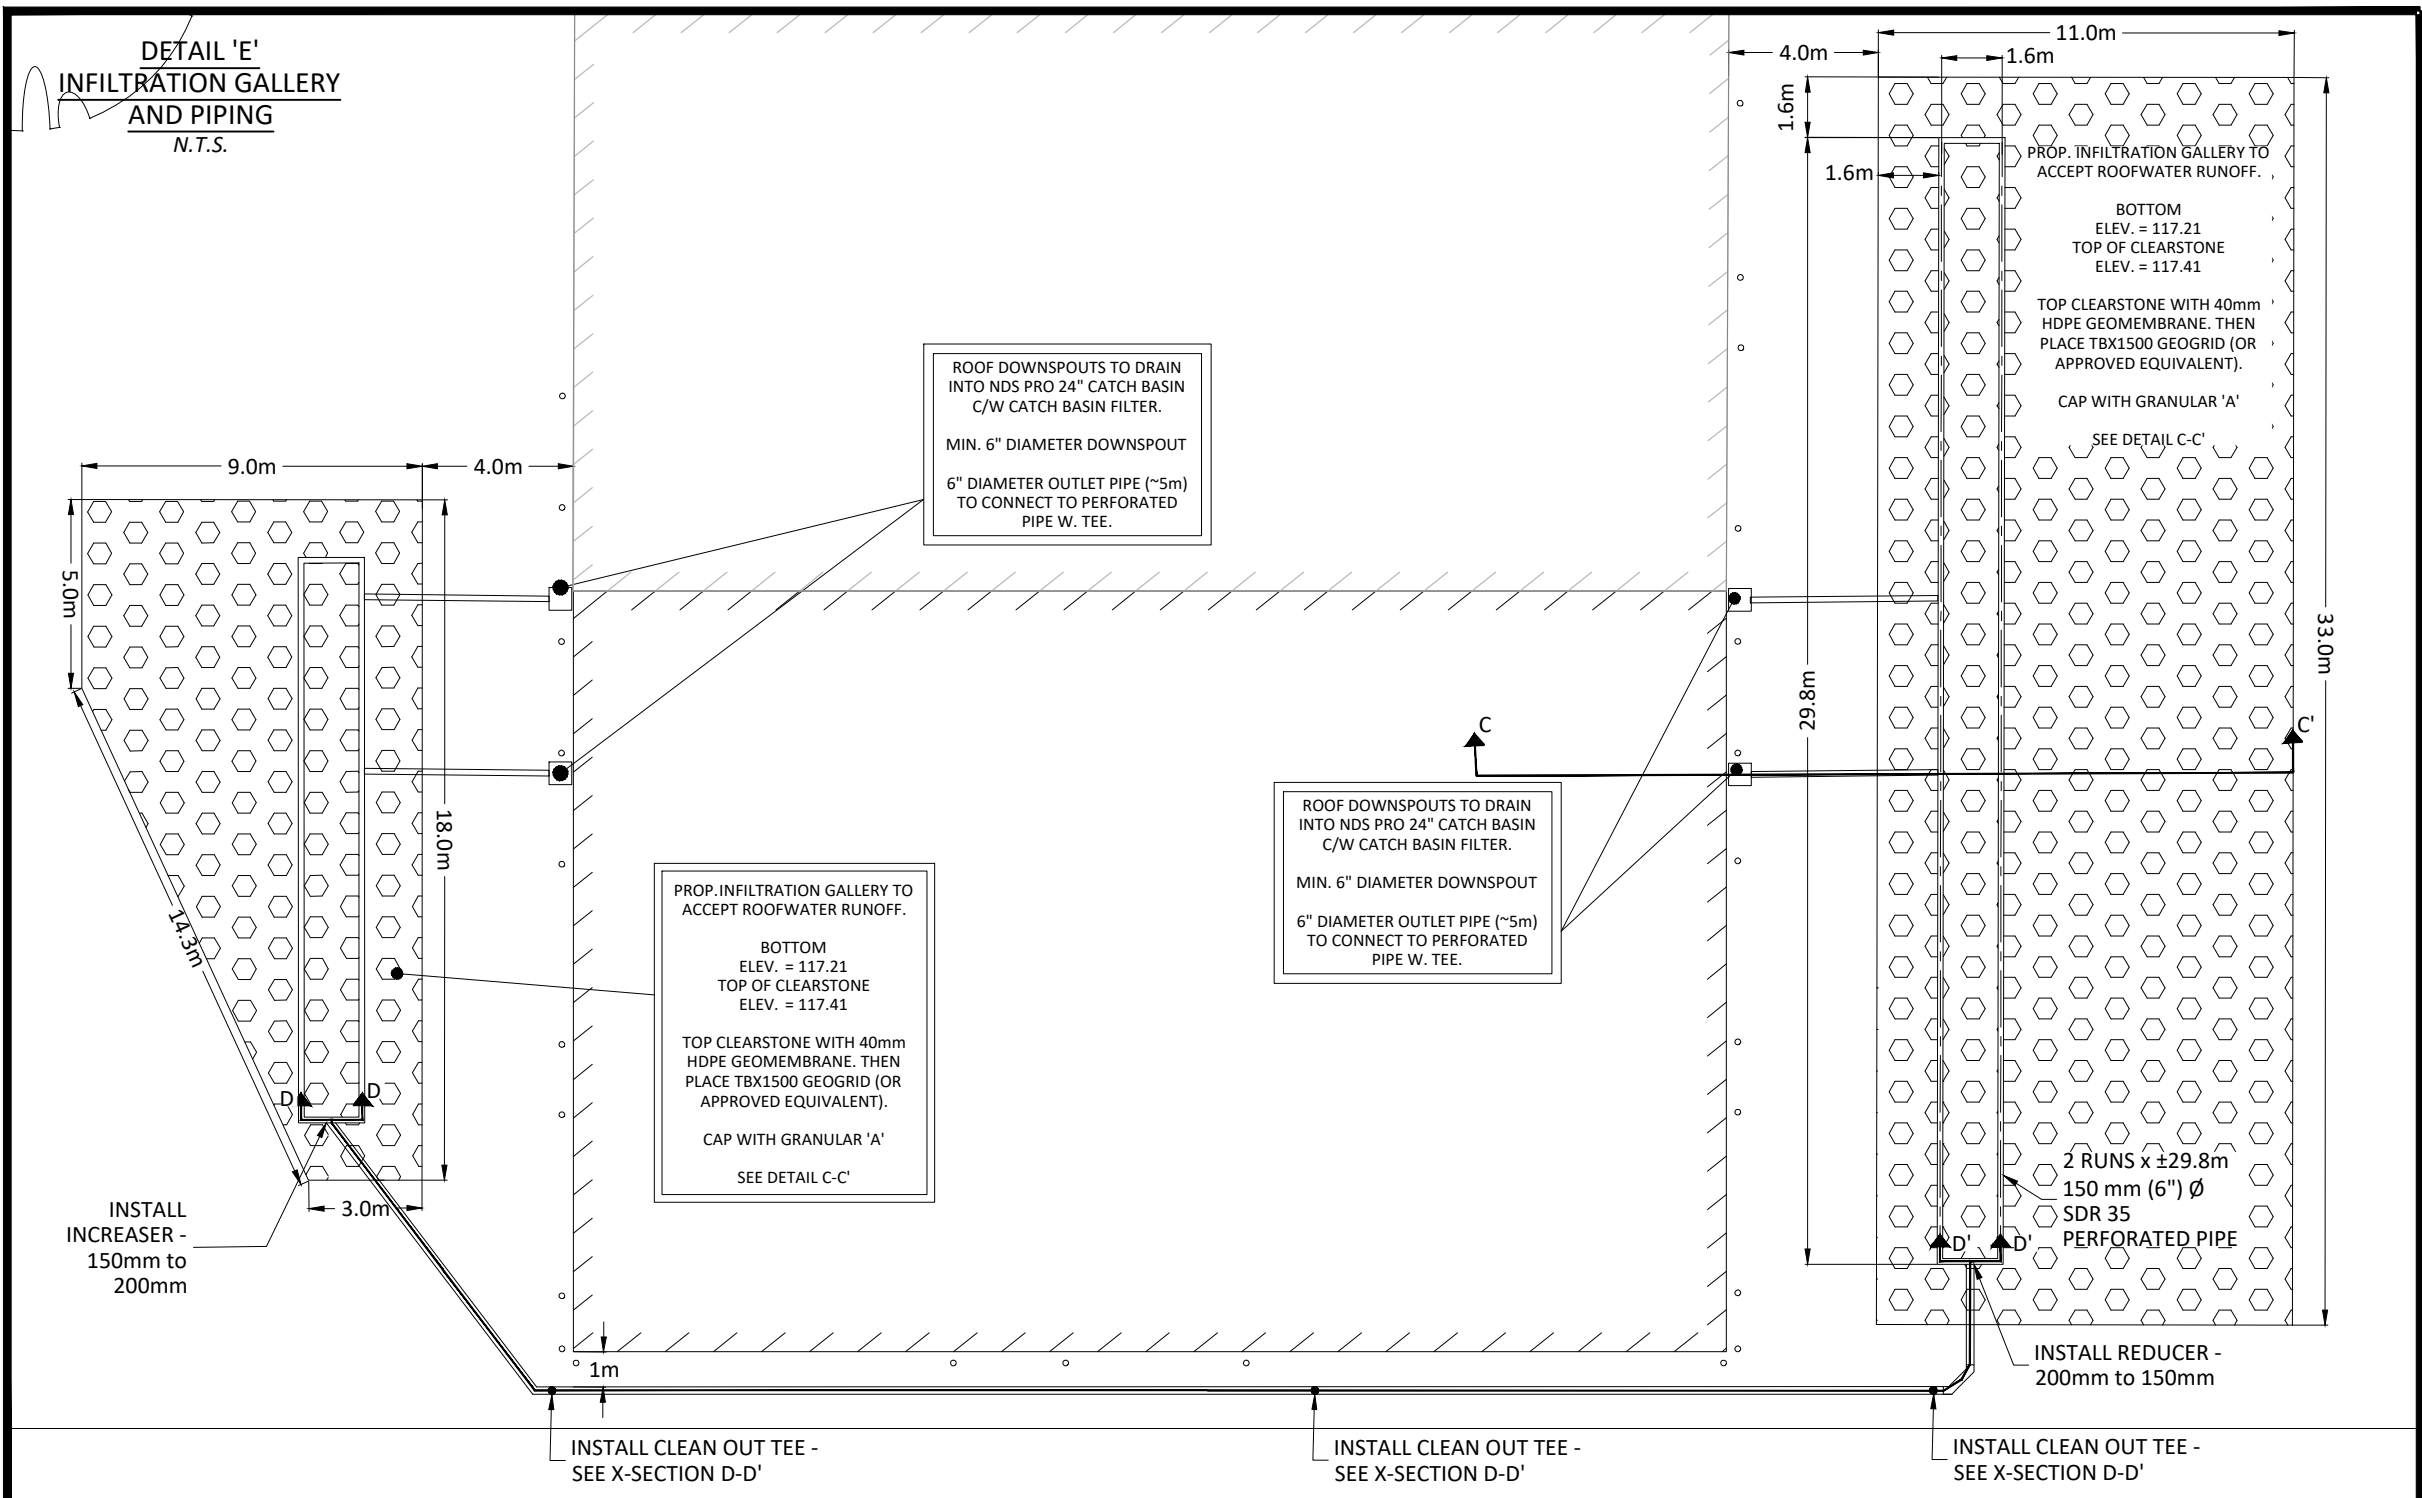 DETAIL 'E'
INFILTRATION GALLERY
AND PIPING
N.T.S.
11.0m
4.0m
1.6m
1.6m
1.6m
PROP. INFILTRATION GALLERY TO
ACCEPT ROOFWATER RUNOFF.
BOTTOM
ELEV. = 117.21
TOP OF CLEARSTONE
ELEV. = 117.41
TOP CLEARSTONE WITH 40mm
HDPE GEOMEMBRANE. THEN
PLACE TBX1500 GEOGRID (OR
APPROVED EQUIVALENT).
CAP WITH GRANULAR 'A'
SEE DETAIL C-C'
ROOF DOWNSPOUTS TO DRAIN
INTO NDS PRO 24" CATCH BASIN
C/W CATCH BASIN FILTER.
MIN. 6" DIAMETER DOWNSPOUT
6" DIAMETER OUTLET PIPE (~5m)
TO CONNECT TO PERFORATED
PIPE W. TEE.
9.0m
4.0m
5.0m
18.0m
14.3m
33.0m
29.8m
C
C'
ROOF DOWNSPOUTS TO DRAIN
INTO NDS PRO 24" CATCH BASIN
C/W CATCH BASIN FILTER.
MIN. 6" DIAMETER DOWNSPOUT
6" DIAMETER OUTLET PIPE (~5m)
TO CONNECT TO PERFORATED
PIPE W. TEE.
PROP.INFILTRATION GALLERY TO
ACCEPT ROOFWATER RUNOFF.
BOTTOM
ELEV. = 117.21
TOP OF CLEARSTONE
ELEV. = 117.41
TOP CLEARSTONE WITH 40mm
HDPE GEOMEMBRANE. THEN
PLACE TBX1500 GEOGRID (OR
APPROVED EQUIVALENT).
CAP WITH GRANULAR 'A'
SEE DETAIL C-C'
D
D
3.0m
INSTALL
INCREASER -
150mm to
200mm
2 RUNS x ±29.8m
150 mm (6") Ø
SDR 35
PERFORATED PIPE
D'
D'
INSTALL REDUCER -
200mm to 150mm
1m
INSTALL CLEAN OUT TEE -
SEE X-SECTION D-D'
INSTALL CLEAN OUT TEE -
SEE X-SECTION D-D'
INSTALL CLEAN OUT TEE -
SEE X-SECTION D-D'